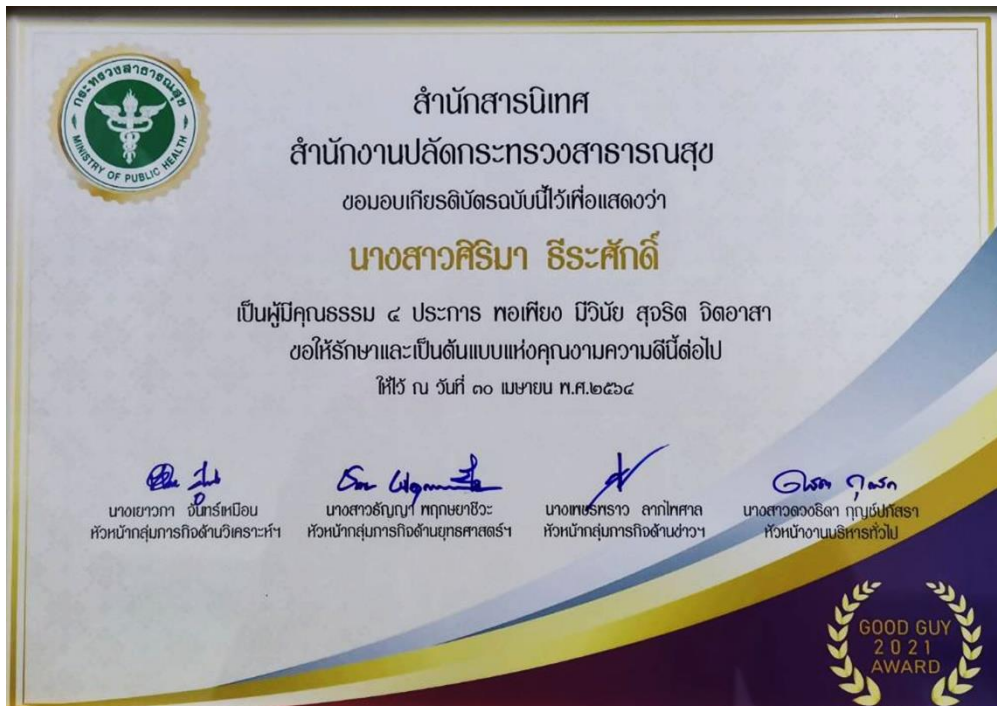 กระทรวงสาธารณสุข
MINISTRY OF PUBLIC HEALTH
สำนักสารนิเทศ
สำนักงานปลัดกระทรวงสาธารณสุข
ขอมอบเกียรติบัตรฉบับนี้ไว้เพื่อแสดงว่า
นางสาวศิริมา ธีระศักดิ์
เป็นผู้มีคุณธรรม ๔ ประการ พอเพียง มีวินัย สุจริต จิตอาสา
ขอให้รักษาและเป็นต้นแบบแห่งคุณงามความดีนี้ต่อไป
ให้ไว้ ณ วันที่ ๓๐ เมษายน พ.ศ.๒๕๖๔
นางเยาวภา จันทร์เหมือน นางสาวธัญญา พฤกษยาชีวะ นางเพชรพราว ลาภไพศาล นางสาวดวงธิดา กุญช์ปภัสรา
หัวหน้ากลุ่มภารกิจด้านวิเคราะห์ฯ หัวหน้ากลุ่มภารกิจด้านยุทธศาสตร์ฯ หัวหน้ากลุ่มภารกิจด้านข่าวฯ หัวหน้างานบริหารทั่วไป
GOOD GUY
2021
AWARD